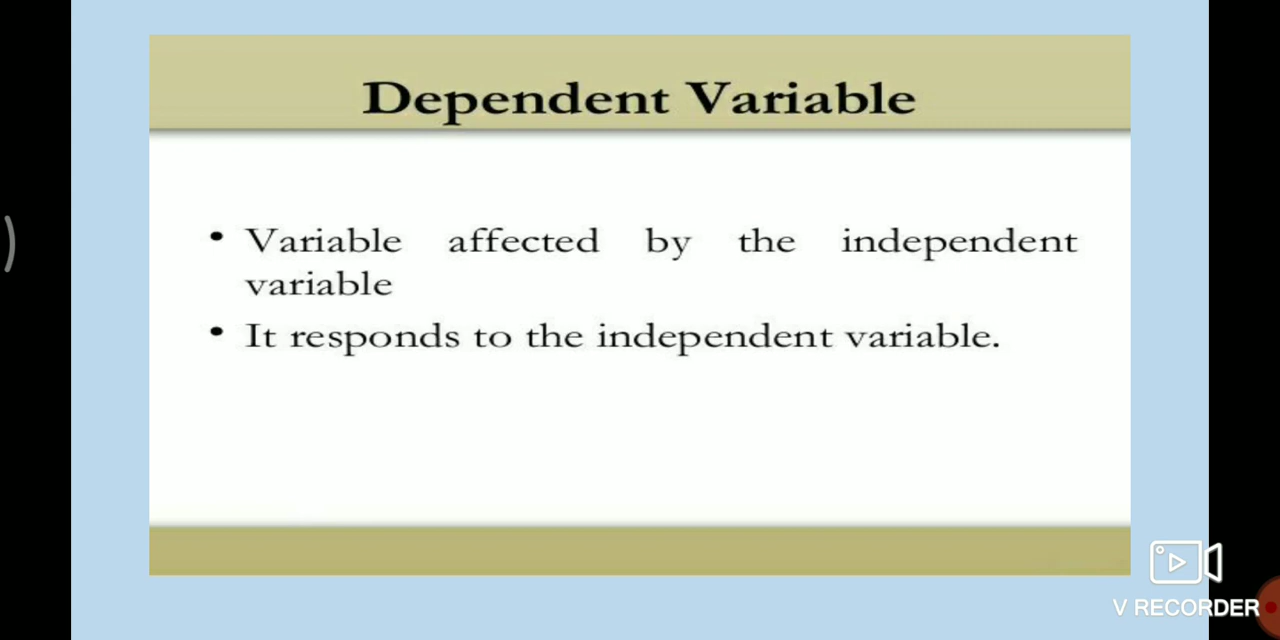 Dependent Variable
• Variable affected by the independent
variable
• It responds to the independent variable.
V RECORDER